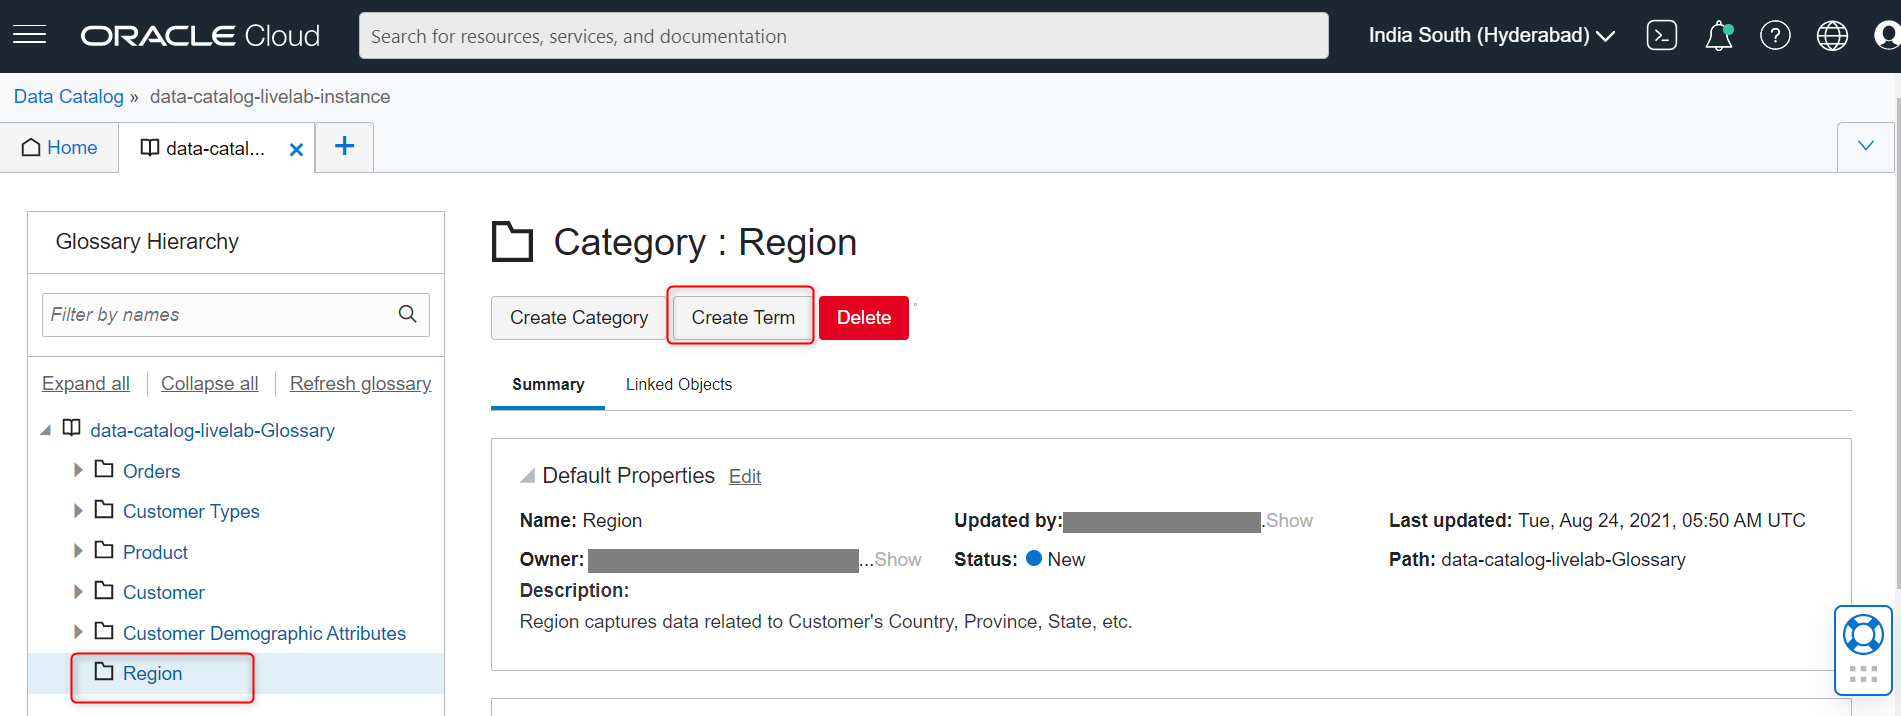 ORACLE Cloud
Search for resources, services, and documentation
India South (Hyderabad)
Data Catalog » data-catalog-livelab-instance
Home
data-catal...
Glossary Hierarchy
Filter by names
Expand all
Collapse all
Refresh glossary
data-catalog-livelab-Glossary
Orders
Customer Types
Product
Customer
Customer Demographic Attributes
Region
Category : Region
Create Category
Create Term
Delete
Summary
Linked Objects
Default Properties Edit
Name: Region
Updated by: .Show
Last updated: Tue, Aug 24, 2021, 05:50 AM UTC
Owner: ...Show
Status: New
Path: data-catalog-livelab-Glossary
Description:
Region captures data related to Customer's Country, Province, State, etc.